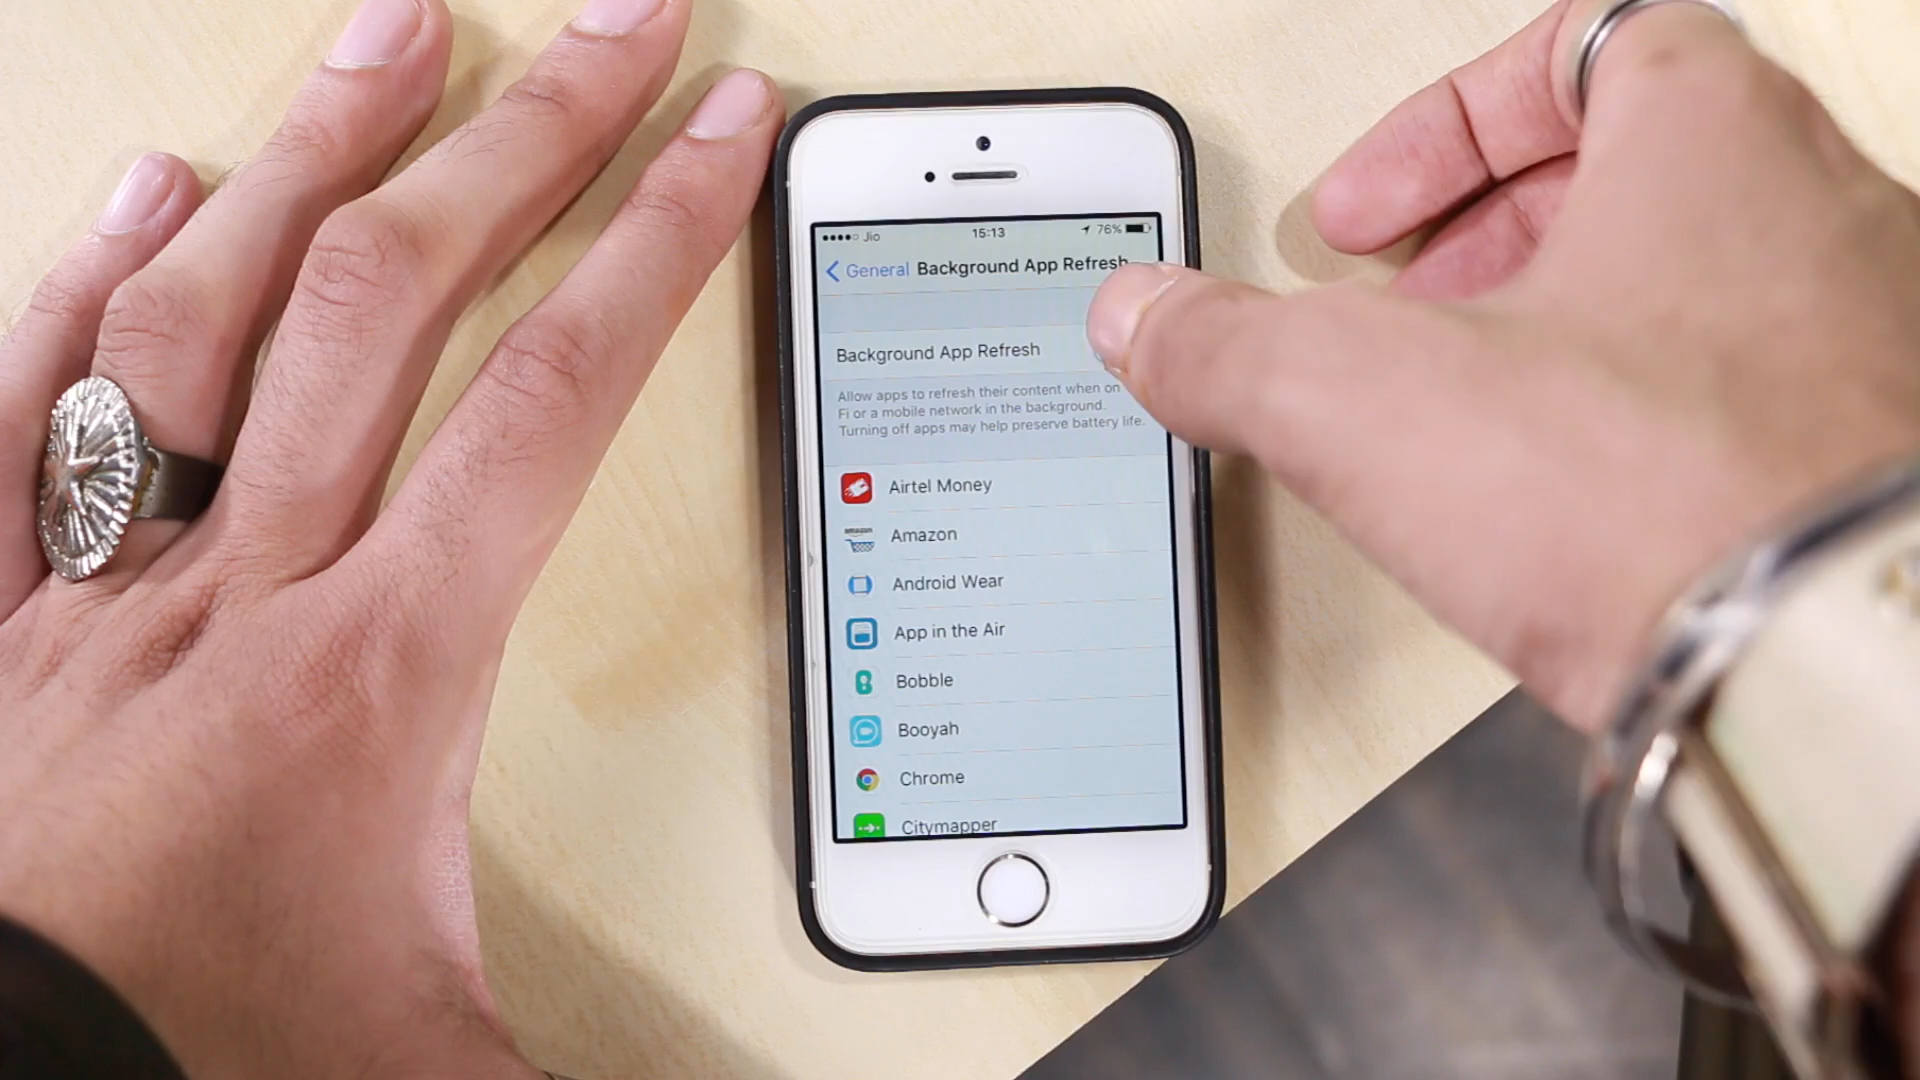 Jio 15:13 76%
General Background App Refresh
Background App Refresh
Allow apps to refresh their content when on
Fi or a mobile network in the background.
Turning off apps may help preserve battery life.
Airtel Money
amazon
Amazon
Android Wear
App in the Air
Bobble
Booyah
Chrome
Citymapper